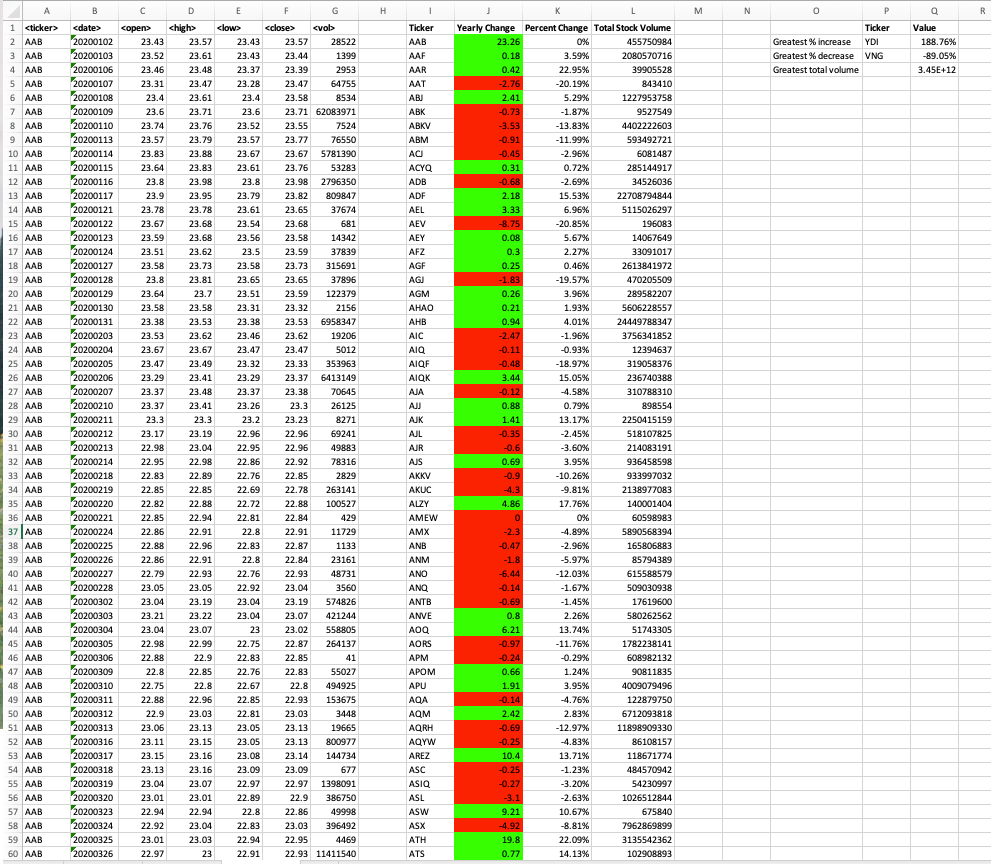 A B C D E F G H I J K L M N O P Q R
1 <ticker> <date> <open> <high> <low> <close> <vol> Ticker Yearly Change Percent Change Total Stock Volume Ticker Value
2 AAB 20200102 23.43 23.57 23.43 23.57 28522 AAB 23.26 0% 455750984 Greatest % increase YDI 188.76%
3 AAB 20200103 23.52 23.61 23.43 23.44 1399 AAF 0.18 3.59% 2080570716 Greatest % decrease VNG -89.05%
4 AAB 20200106 23.46 23.48 23.37 23.39 2953 AAR 0.42 22.95% 39905528 Greatest total volume 3.45E+12
5 AAB 20200107 23.31 23.47 23.28 23.47 64755 AAT -2.76 -20.19% 843410
6 AAB 20200108 23.4 23.61 23.4 23.58 8534 ABJ 2.41 5.29% 1227953758
7 AAB 20200109 23.6 23.71 23.6 23.71 62083971 ABK -0.73 -1.87% 9527549
8 AAB 20200110 23.74 23.76 23.52 23.55 7524 ABKV -3.53 -13.83% 4402222603
9 AAB 20200113 23.57 23.79 23.57 23.77 76550 ABM -0.91 -11.99% 593492721
10 AAB 20200114 23.83 23.88 23.67 23.67 5781390 ACJ -0.45 -2.96% 6081487
11 AAB 20200115 23.64 23.83 23.61 23.76 53283 ACYQ 0.31 0.72% 285144917
12 AAB 20200116 23.8 23.98 23.8 23.98 2796350 ADB -0.68 -2.69% 34526036
13 AAB 20200117 23.9 23.95 23.79 23.82 809847 ADF 2.18 15.53% 22708794844
14 AAB 20200121 23.78 23.78 23.61 23.65 37674 AEL 3.33 6.96% 5115026297
15 AAB 20200122 23.67 23.68 23.54 23.68 681 AEV -8.75 -20.85% 196083
16 AAB 20200123 23.59 23.68 23.56 23.58 14342 AEY 0.08 5.67% 14067649
17 AAB 20200124 23.51 23.62 23.5 23.59 37839 AFZ 0.3 2.27% 33091017
18 AAB 20200127 23.58 23.73 23.58 23.73 315691 AGF 0.25 0.46% 2613841972
19 AAB 20200128 23.8 23.81 23.65 23.65 37896 AGJ -1.83 -19.57% 470205509
20 AAB 20200129 23.64 23.7 23.51 23.59 122379 AGM 0.26 3.96% 289582207
21 AAB 20200130 23.58 23.58 23.31 23.32 2156 AHAO 0.21 1.93% 5606228557
22 AAB 20200131 23.38 23.53 23.38 23.53 6958347 AHB 0.94 4.01% 24449788347
23 AAB 20200203 23.53 23.62 23.46 23.62 19206 AIC -2.47 -1.96% 3756341852
24 AAB 20200204 23.67 23.67 23.47 23.47 5012 AIQ -0.11 -0.93% 12394637
25 AAB 20200205 23.47 23.49 23.32 23.33 353963 AIQF -0.48 -18.97% 319058376
26 AAB 20200206 23.29 23.41 23.29 23.37 6413149 AIQK 3.44 15.05% 236740388
27 AAB 20200207 23.37 23.48 23.37 23.38 70645 AJA -0.12 -4.58% 310788310
28 AAB 20200210 23.37 23.41 23.26 23.3 26125 AJJ 0.88 0.79% 898554
29 AAB 20200211 23.3 23.3 23.2 23.23 8271 AJK 1.41 13.17% 2250415159
30 AAB 20200212 23.17 23.19 22.96 22.96 69241 AJL -0.35 -2.45% 518107825
31 AAB 20200213 22.98 23.04 22.95 22.96 49883 AJR -0.6 -3.60% 214083191
32 AAB 20200214 22.95 22.98 22.86 22.92 78316 AJS 0.69 3.95% 936458598
33 AAB 20200218 22.83 22.89 22.76 22.85 2829 AKKV -0.9 -10.26% 933997032
34 AAB 20200219 22.85 22.85 22.69 22.78 263141 AKUC -4.3 -9.81% 2138977083
35 AAB 20200220 22.82 22.88 22.72 22.88 100527 ALZY 4.86 17.76% 140001404
36 AAB 20200221 22.85 22.94 22.81 22.84 429 AMEW 0 0% 60598983
37 AAB 20200224 22.86 22.91 22.8 22.91 11729 AMX -2.3 -4.89% 5890568394
38 AAB 20200225 22.88 22.96 22.83 22.87 1133 ANB -0.47 -2.96% 165806883
39 AAB 20200226 22.86 22.91 22.8 22.84 23161 ANM -1.8 -5.97% 85794389
40 AAB 20200227 22.79 22.93 22.76 22.93 48731 ANO -6.44 -12.03% 615588579
41 AAB 20200228 23.05 23.05 22.92 23.04 3560 ANQ -0.14 -1.67% 509030938
42 AAB 20200302 23.04 23.19 23.04 23.19 574826 ANTB -0.69 -1.45% 17619600
43 AAB 20200303 23.21 23.22 23.04 23.07 421244 ANVE 0.8 2.26% 580262562
44 AAB 20200304 23.04 23.07 23 23.02 558805 AOQ 6.21 13.74% 51743305
45 AAB 20200305 22.98 22.99 22.75 22.87 264137 AORS -0.97 -11.76% 1782238141
46 AAB 20200306 22.88 22.9 22.83 22.85 41 APM -0.24 -0.29% 608982132
47 AAB 20200309 22.8 22.85 22.76 22.83 55027 APOM 0.66 1.24% 90811835
48 AAB 20200310 22.75 22.8 22.67 22.8 494925 APU 1.91 3.95% 4009079496
49 AAB 20200311 22.88 22.96 22.85 22.93 153675 AQA -0.14 -4.76% 122879750
50 AAB 20200312 22.9 23.03 22.81 23.03 3448 AQM 2.42 2.83% 6712093818
51 AAB 20200313 23.06 23.13 23.05 23.13 19665 AQRH -0.69 -12.97% 11898909330
52 AAB 20200316 23.11 23.15 23.05 23.13 800977 AQYW -0.25 -4.83% 86108157
53 AAB 20200317 23.15 23.16 23.08 23.14 144734 AREZ 10.4 13.71% 118671774
54 AAB 20200318 23.13 23.16 23.09 23.09 677 ASC -0.25 -1.23% 484570942
55 AAB 20200319 23.04 23.07 22.97 22.97 1398091 ASIQ -0.27 -3.20% 54230997
56 AAB 20200320 23.01 23.01 22.89 22.9 386750 ASL -3.1 -2.63% 1026512844
57 AAB 20200323 22.94 22.94 22.8 22.86 49998 ASW 9.21 10.67% 675840
58 AAB 20200324 22.92 23.04 22.83 23.03 396492 ASX -4.92 -8.81% 7962869899
59 AAB 20200325 23.01 23.03 22.94 22.95 4469 ATH 19.8 22.09% 3135542362
60 AAB 20200326 22.97 23 22.91 22.93 11411540 ATS 0.77 14.13% 102908893